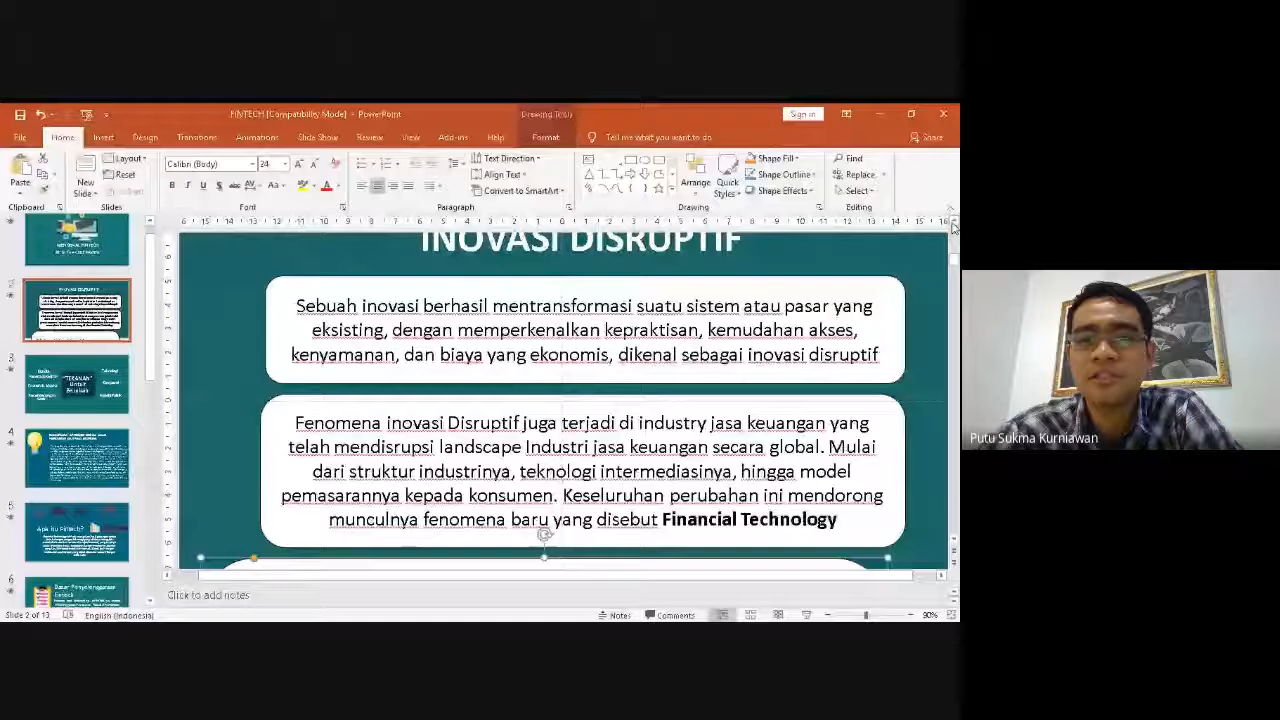 FINTECH [Compatibility Mode] - PowerPoint
Drawing Tools
Sign in
File Home Insert Design Transitions Animations Slide Show Review View Add-ins Help Format Tell me what you want to do Share
Paste
Clipboard
New Slide
Layout
Reset
Slides
Calibri (Body) 24
Font
Text Direction
Align Text
Convert to SmartArt
Paragraph
Arrange
Quick Styles
Shape Fill
Shape Outline
Shape Effects
Drawing
Find
Replace
Select
Editing
INOVASI DISRUPTIF
Sebuah inovasi berhasil mentransformasi suatu sistem atau pasar yang
eksisting, dengan memperkenalkan kepraktisan, kemudahan akses,
kenyamanan, dan biaya yang ekonomis, dikenal sebagai inovasi disruptif
Fenomena inovasi Disruptif juga terjadi di industry jasa keuangan yang
telah mendisrupsi landscape Industri jasa keuangan secara global. Mulai
dari struktur industrinya, teknologi intermediasinya, hingga model
pemasarannya kepada konsumen. Keseluruhan perubahan ini mendorong
munculnya fenomena baru yang disebut Financial Technology
3
4
5
Apa itu Fintech?
6
Click to add notes
Slide 2 of 13
English (Indonesia)
Notes
Comments
90%
Putu Sukma Kurniawan